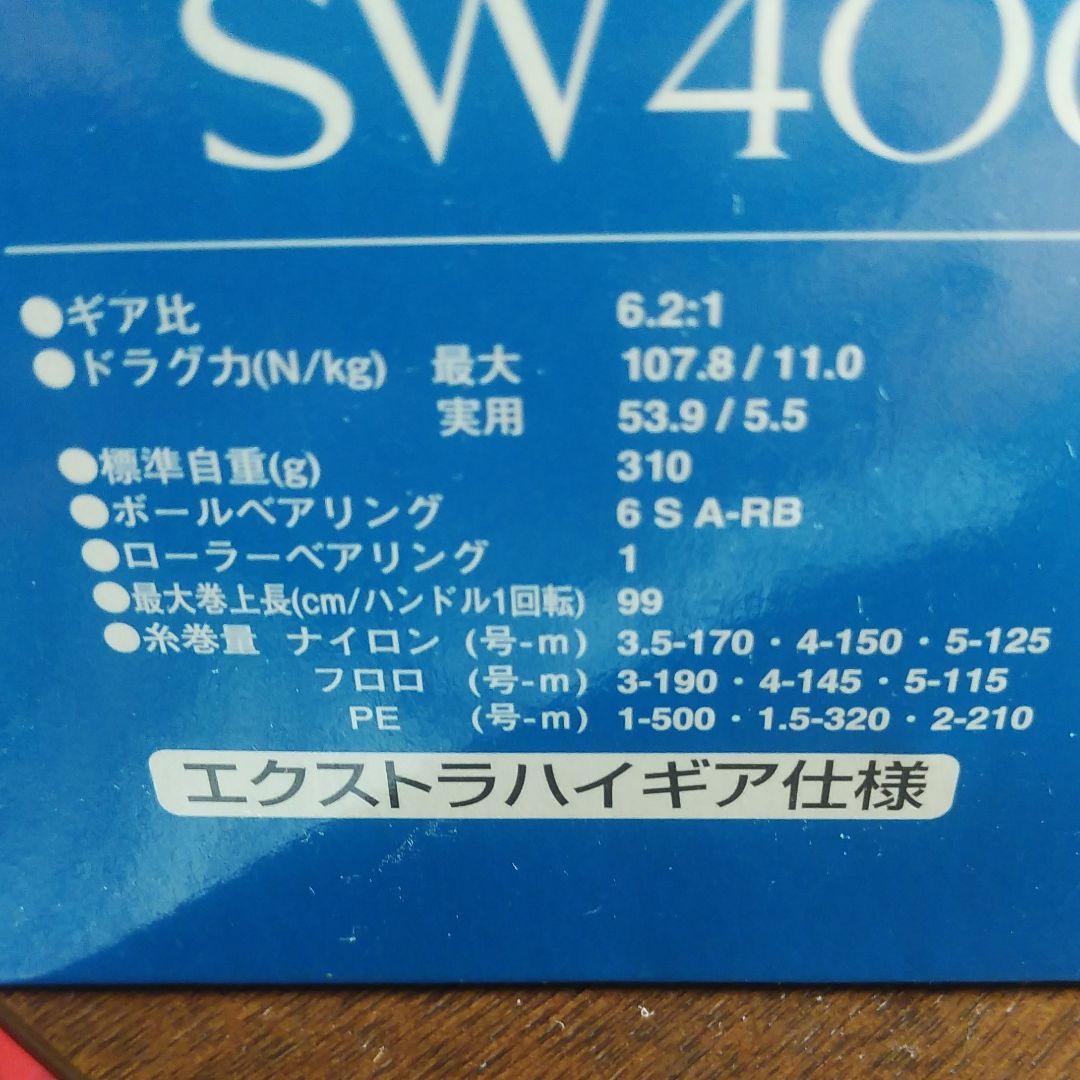 SW 400
●ギア比 6.2:1
●ドラグ力(N/kg) 最大 107.8 / 11.0
実用 53.9 / 5.5
●標準自重(g) 310
●ボールベアリング 6 S A-RB
●ローラーベアリング 1
●最大巻上長(cm/ハンドル1回転) 99
●糸巻量 ナイロン (号-m) 3.5-170・4-150・5-125
フロロ (号-m) 3-190・4-145・5-115
PE (号-m) 1-500・1.5-320・2-210
エクストラハイギア仕様